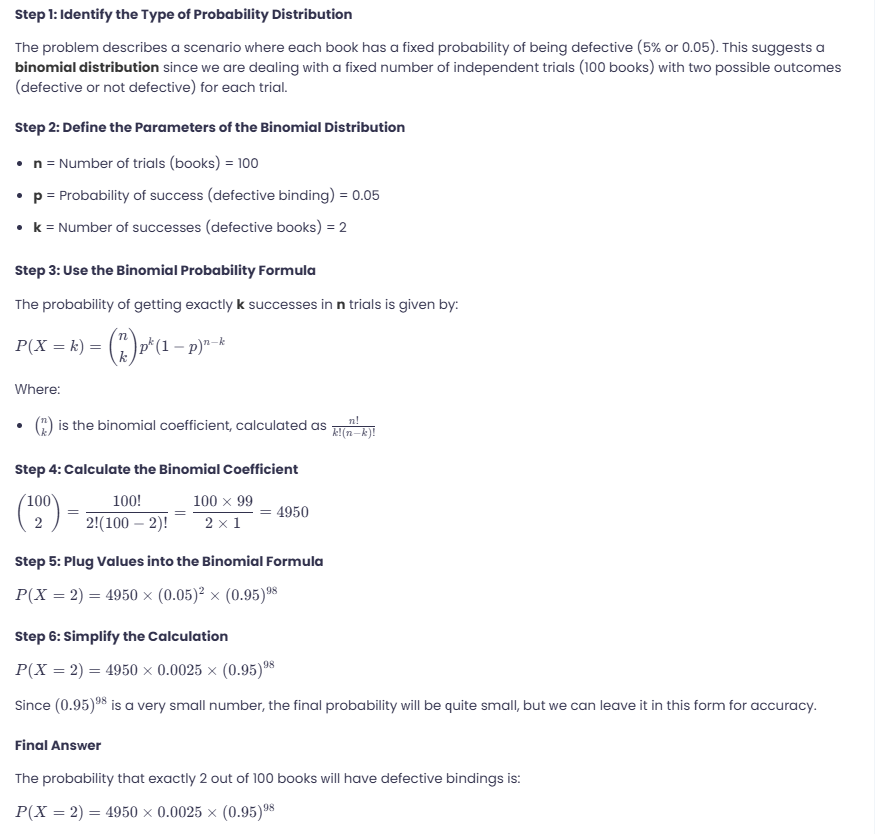 Step 1: Identify the Type of Probability Distribution
The problem describes a scenario where each book has a fixed probability of being defective (5% or 0.05). This suggests a
binomial distribution since we are dealing with a fixed number of independent trials (100 books) with two possible outcomes
(defective or not defective) for each trial.
Step 2: Define the Parameters of the Binomial Distribution
• n = Number of trials (books) = 100
• p = Probability of success (defective binding) = 0.05
• k = Number of successes (defective books) = 2
Step 3: Use the Binomial Probability Formula
The probability of getting exactly k successes in n trials is given by:
$P(X = k) = \binom{n}{k} p^k (1 - p)^{n-k}$
Where:
• $\binom{n}{k}$ is the binomial coefficient, calculated as $\frac{n!}{k!(n-k)!}$
Step 4: Calculate the Binomial Coefficient
$\binom{100}{2} = \frac{100!}{2!(100 - 2)!} = \frac{100 \times 99}{2 \times 1} = 4950$
Step 5: Plug Values into the Binomial Formula
$P(X = 2) = 4950 \times (0.05)^2 \times (0.95)^{98}$
Step 6: Simplify the Calculation
$P(X = 2) = 4950 \times 0.0025 \times (0.95)^{98}$
Since $(0.95)^{98}$ is a very small number, the final probability will be quite small, but we can leave it in this form for accuracy.
Final Answer
The probability that exactly 2 out of 100 books will have defective bindings is:
$P(X = 2) = 4950 \times 0.0025 \times (0.95)^{98}$